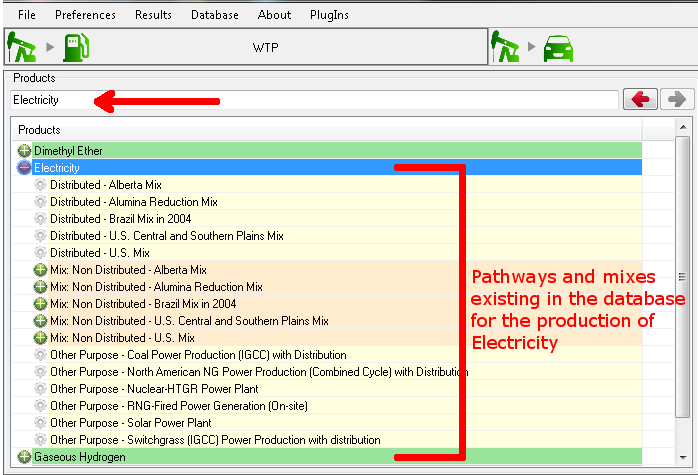 File Preferences Results Database About PlugIns
WTP
Products
Electricity
Products
Dimethyl Ether
Electricity
Distributed - Alberta Mix
Distributed - Alumina Reduction Mix
Distributed - Brazil Mix in 2004
Distributed - U.S. Central and Southern Plains Mix
Distributed - U.S. Mix
Mix: Non Distributed - Alberta Mix
Mix: Non Distributed - Alumina Reduction Mix
Mix: Non Distributed - Brazil Mix in 2004
Mix: Non Distributed - U.S. Central and Southern Plains Mix
Mix: Non Distributed - U.S. Mix
Other Purpose - Coal Power Production (IGCC) with Distribution
Other Purpose - North American NG Power Production (Combined Cycle) with Distribution
Other Purpose - Nuclear-HTGR Power Plant
Other Purpose - RNG-Fired Power Generation (On-site)
Other Purpose - Solar Power Plant
Other Purpose - Switchgrass (IGCC) Power Production with distribution
Gaseous Hydrogen
Pathways and mixes
existing in the database
for the production of
Electricity